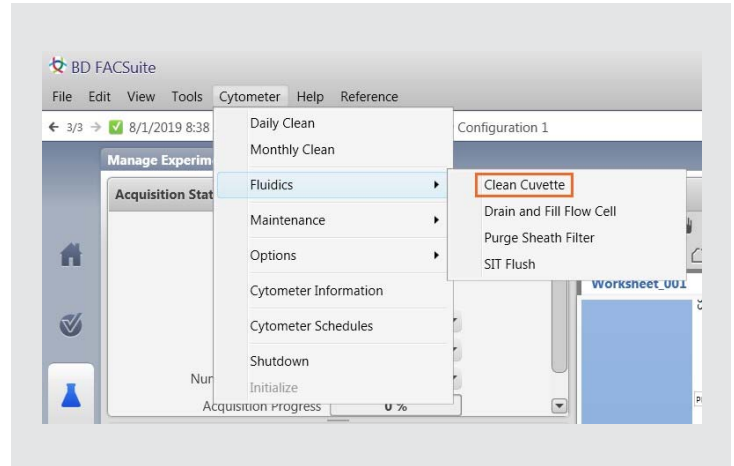 BD FACSuite
File Edit View Tools Cytometer Help Reference
3/3 8/1/2019 8:38 Configuration 1
Daily Clean
Monthly Clean
Manage Experim
Acquisition Stat
Fluidics
Clean Cuvette
Drain and Fill Flow Cell
Purge Sheath Filter
SIT Flush
Maintenance
Options
Worksheet_001
Cytometer Information
Cytometer Schedules
Shutdown
Nur
Initialize
Acquisition Progress 0 %